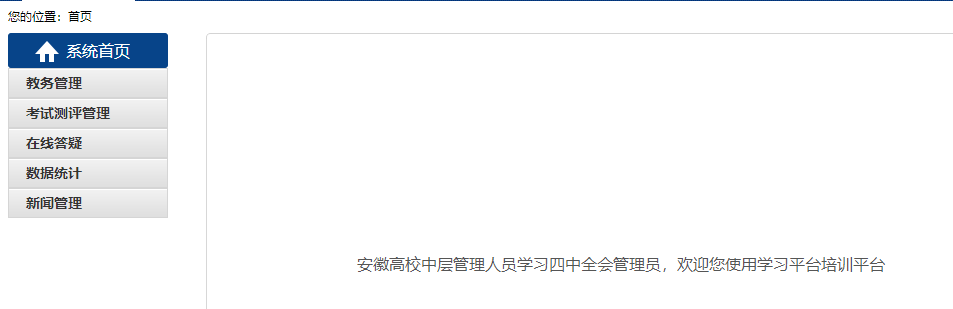 您的位置：首页
系统首页
教务管理
考试测评管理
在线答疑
数据统计
新闻管理
安徽高校中层管理人员学习四中全会管理员，欢迎您使用学习平台培训平台